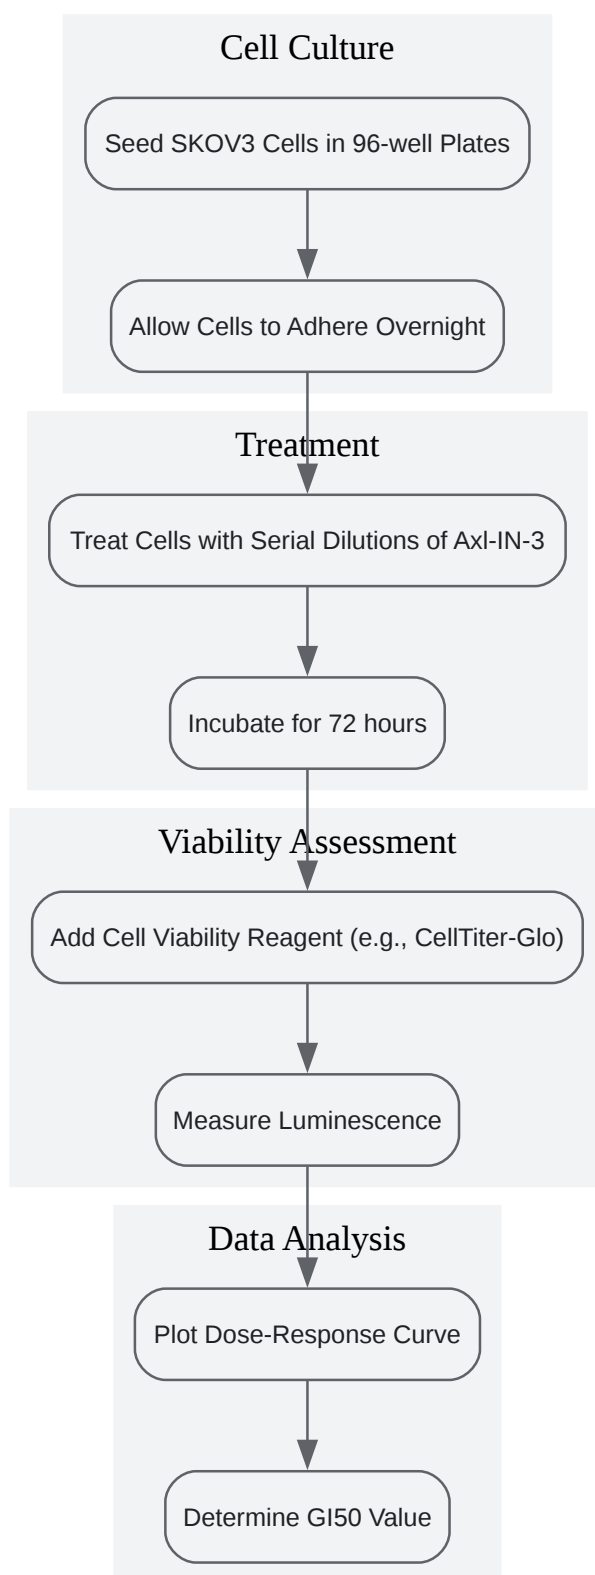 Cell Culture
Seed SKOV3 Cells in 96-well Plates
Allow Cells to Adhere Overnight
Treatment
Treat Cells with Serial Dilutions of Axl-IN-3
Incubate for 72 hours
Viability Assessment
Add Cell Viability Reagent (e.g., CellTiter-Glo)
Measure Luminescence
Data Analysis
Plot Dose-Response Curve
Determine GI50 Value